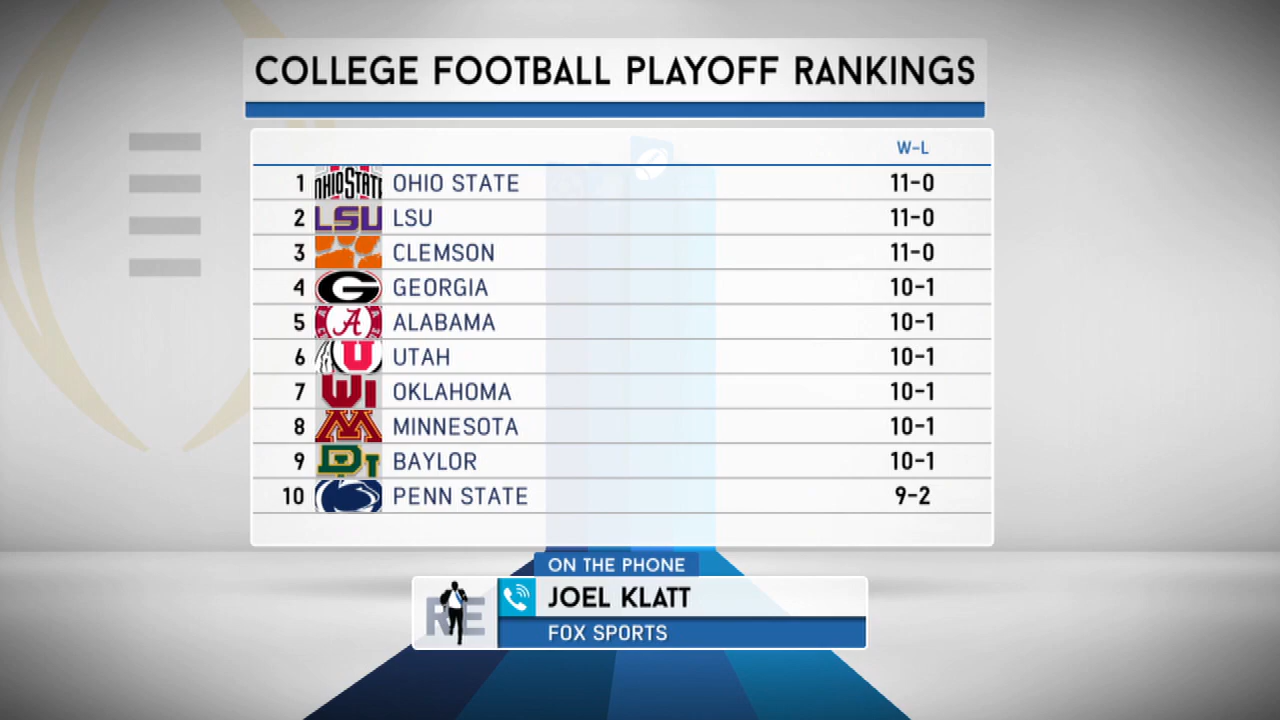 COLLEGE FOOTBALL PLAYOFF RANKINGS
W-L
1 OHIO STATE OHIO STATE 11-0
2 LSU LSU 11-0
3 CLEMSON 11-0
4 G GEORGIA 10-1
5 A ALABAMA 10-1
6 U UTAH 10-1
7 OKLAHOMA 10-1
8 M MINNESOTA 10-1
9 BAYLOR 10-1
10 PENN STATE 9-2
ON THE PHONE
RE JOEL KLATT
FOX SPORTS